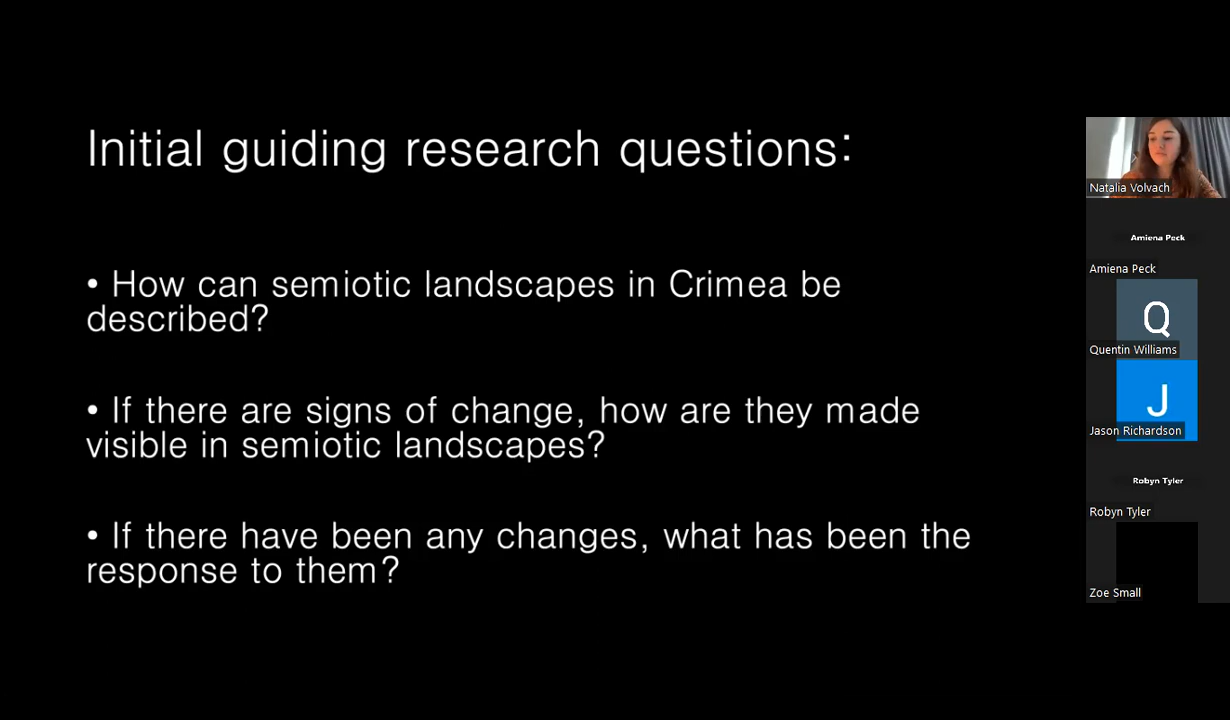 Initial guiding research questions:
• How can semiotic landscapes in Crimea be
described?
• If there are signs of change, how are they made
visible in semiotic landscapes?
• If there have been any changes, what has been the
response to them?
Natalia Volvach
Amiena Peck
Amiena Peck
Q
Quentin Williams
J
Jason Richardson
Robyn Tyler
Robyn Tyler
Zoe Small